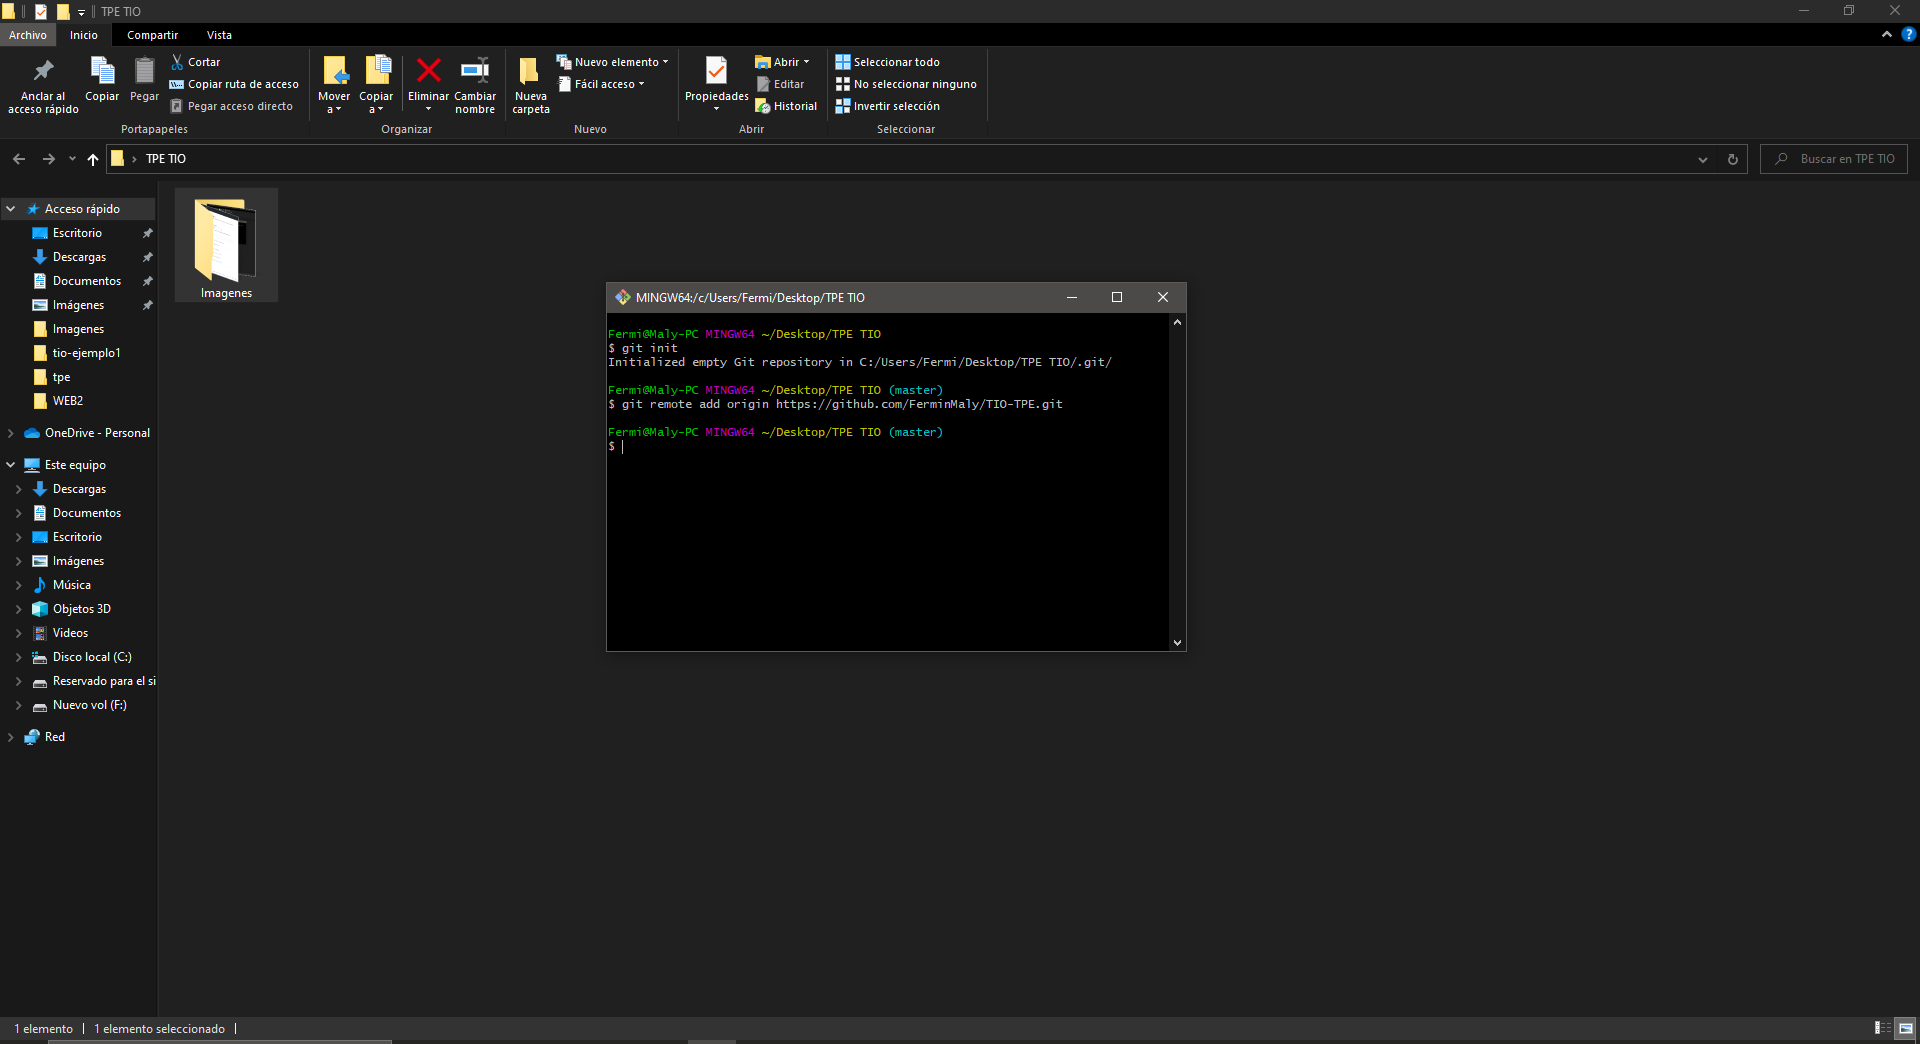 TPE TIO
Archivo Inicio Compartir Vista
Anclar al acceso rápido
Copiar
Pegar
Cortar
Copiar ruta de acceso
Pegar acceso directo
Portapapeles
Mover a
Copiar a
Eliminar
Cambiar nombre
Organizar
Nueva carpeta
Nuevo elemento
Fácil acceso
Nuevo
Propiedades
Abrir
Editar
Historial
Abrir
Seleccionar todo
No seleccionar ninguno
Invertir selección
Seleccionar
TPE TIO
Buscar en TPE TIO
Acceso rápido
Escritorio
Descargas
Documentos
Imágenes
Imagenes
tio-ejemplo1
tpe
WEB2
OneDrive - Personal
Este equipo
Descargas
Documentos
Escritorio
Imágenes
Música
Objetos 3D
Videos
Disco local (C:)
Reservado para el si
Nuevo vol (F:)
Red
Imagenes
MINGW64:/c/Users/Fermi/Desktop/TPE TIO
Fermi@Maly-PC MINGW64 ~/Desktop/TPE TIO
$ git init
Initialized empty Git repository in C:/Users/Fermi/Desktop/TPE TIO/.git/
Fermi@Maly-PC MINGW64 ~/Desktop/TPE TIO (master)
$ git remote add origin https://github.com/FerminMaly/TIO-TPE.git
Fermi@Maly-PC MINGW64 ~/Desktop/TPE TIO (master)
$
1 elemento
1 elemento seleccionado